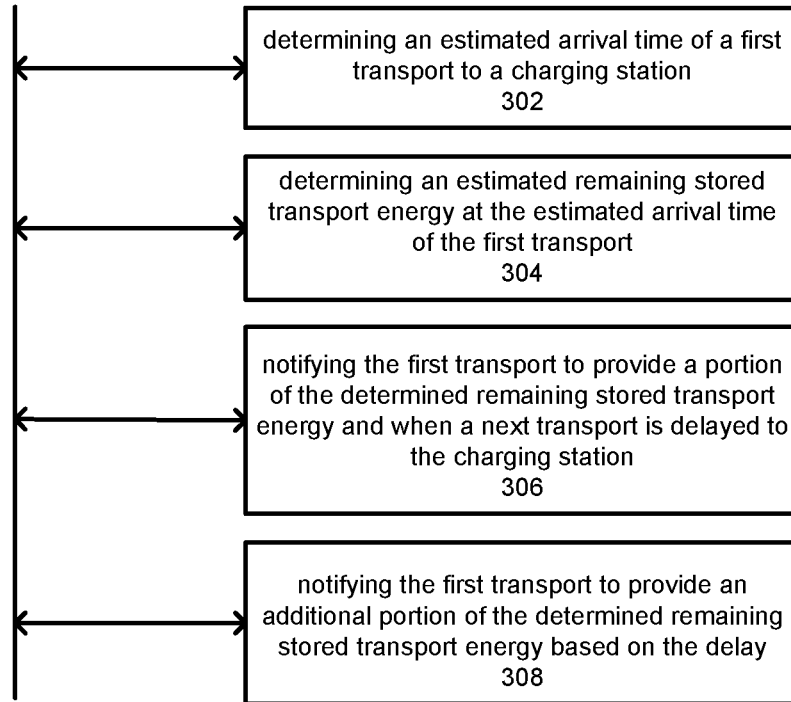 determining an estimated arrival time of a first
transport to a charging station
302
determining an estimated remaining stored
transport energy at the estimated arrival time
of the first transport
304
notifying the first transport to provide a portion
of the determined remaining stored transport
energy and when a next transport is delayed to
the charging station
306
notifying the first transport to provide an
additional portion of the determined remaining
stored transport energy based on the delay
308